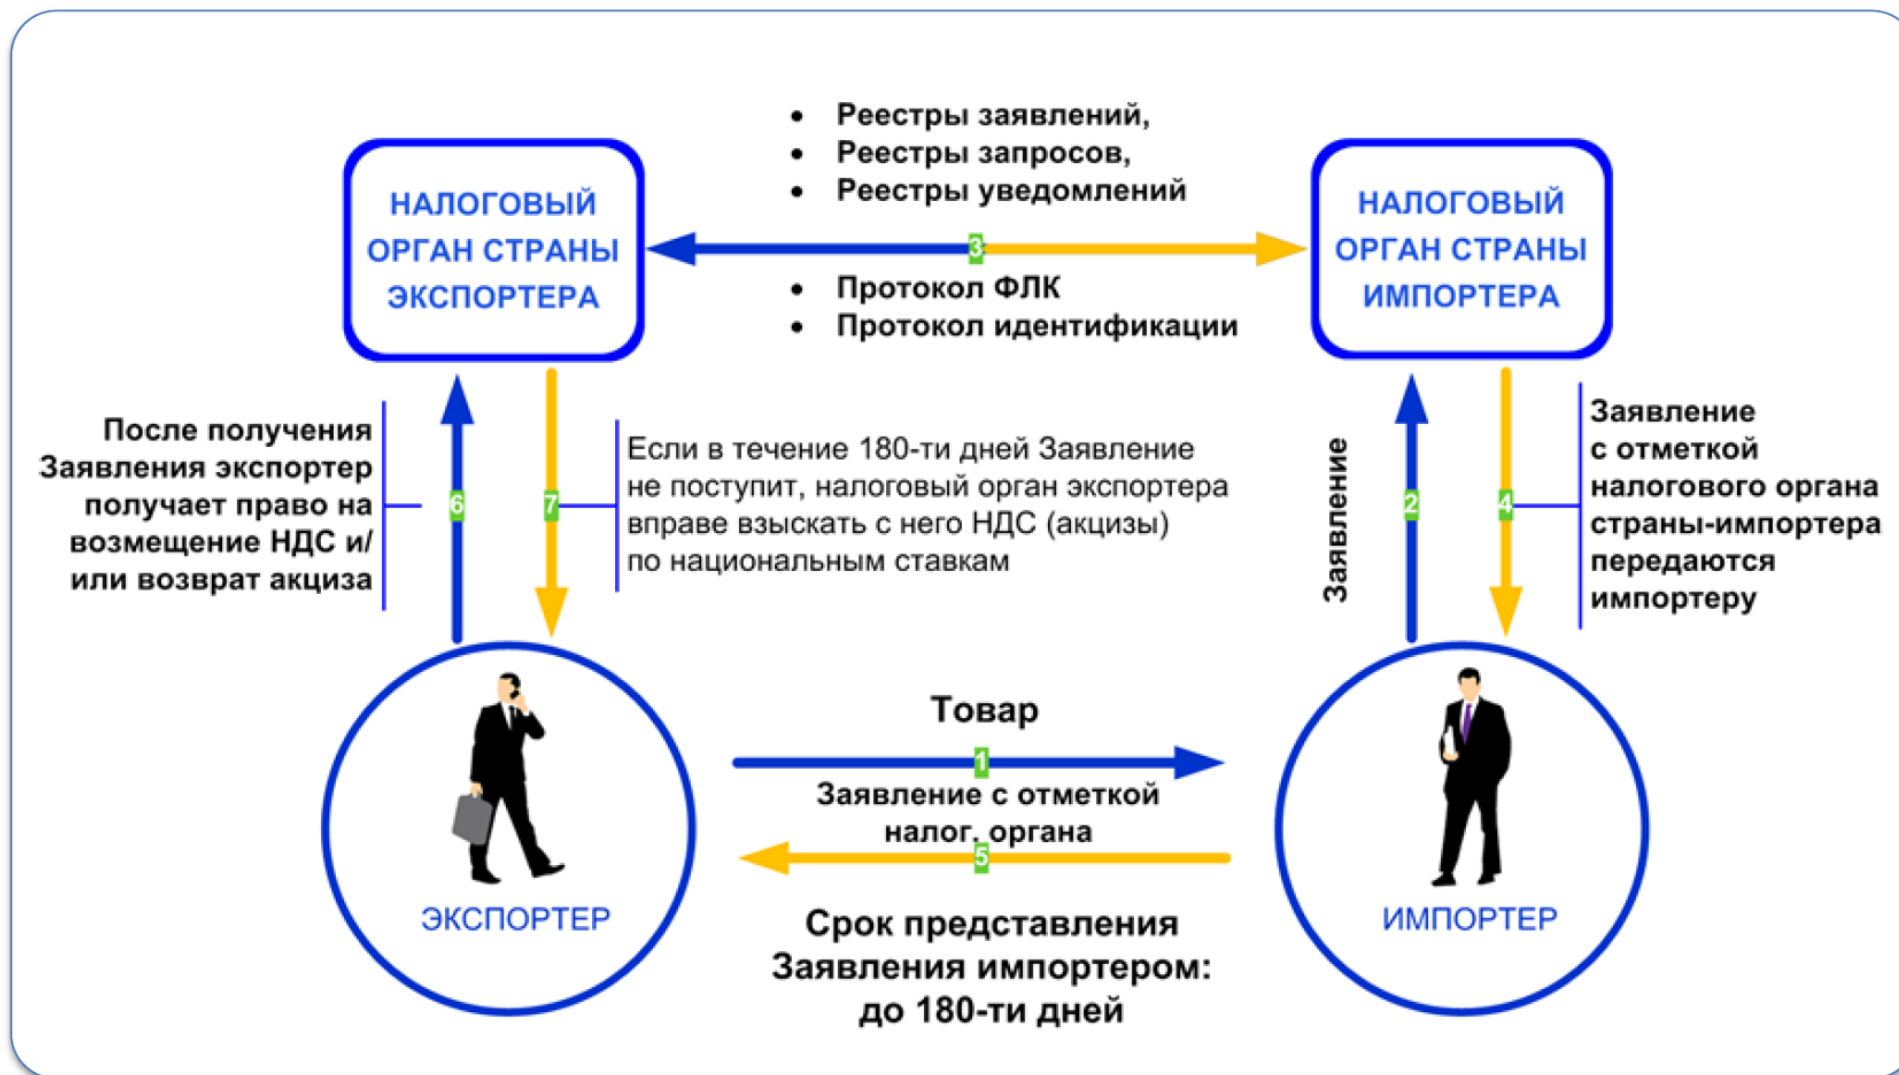 • Реестры заявлений,
• Реестры запросов,
• Реестры уведомлений
НАЛОГОВЫЙ
ОРГАН СТРАНЫ
ЭКСПОРТЕРА
3
НАЛОГОВЫЙ
ОРГАН СТРАНЫ
ИМПОРТЕРА
• Протокол ФЛК
• Протокол идентификации
После получения
Заявления экспортер
получает право на
возмещение НДС и/
или возврат акциза
6
7
Если в течение 180-ти дней Заявление
не поступит, налоговый орган экспортера
вправе взыскать с него НДС (акцизы)
по национальным ставкам
Заявление
2
4
Заявление
с отметкой
налогового органа
страны-импортера
передаются
импортеру
Товар
1
Заявление с отметкой
налог. органа
5
ЭКСПОРТЕР
ИМПОРТЕР
Срок представления
Заявления импортером:
до 180-ти дней